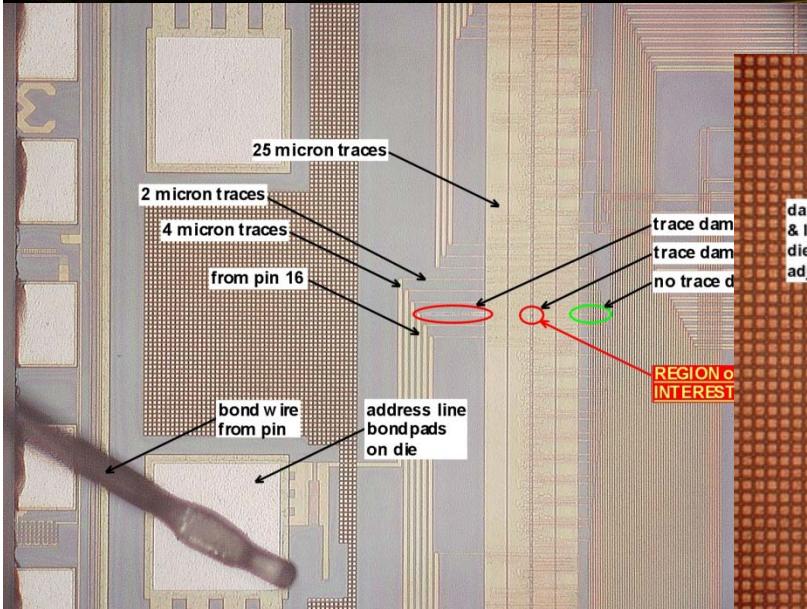 25 micron traces
2 micron traces
4 micron traces
from pin 16
trace dam
trace dam
no trace d
REGION o
INTEREST
bond wire
from pin
address line
bondpads
on die
da
& l
die
adj